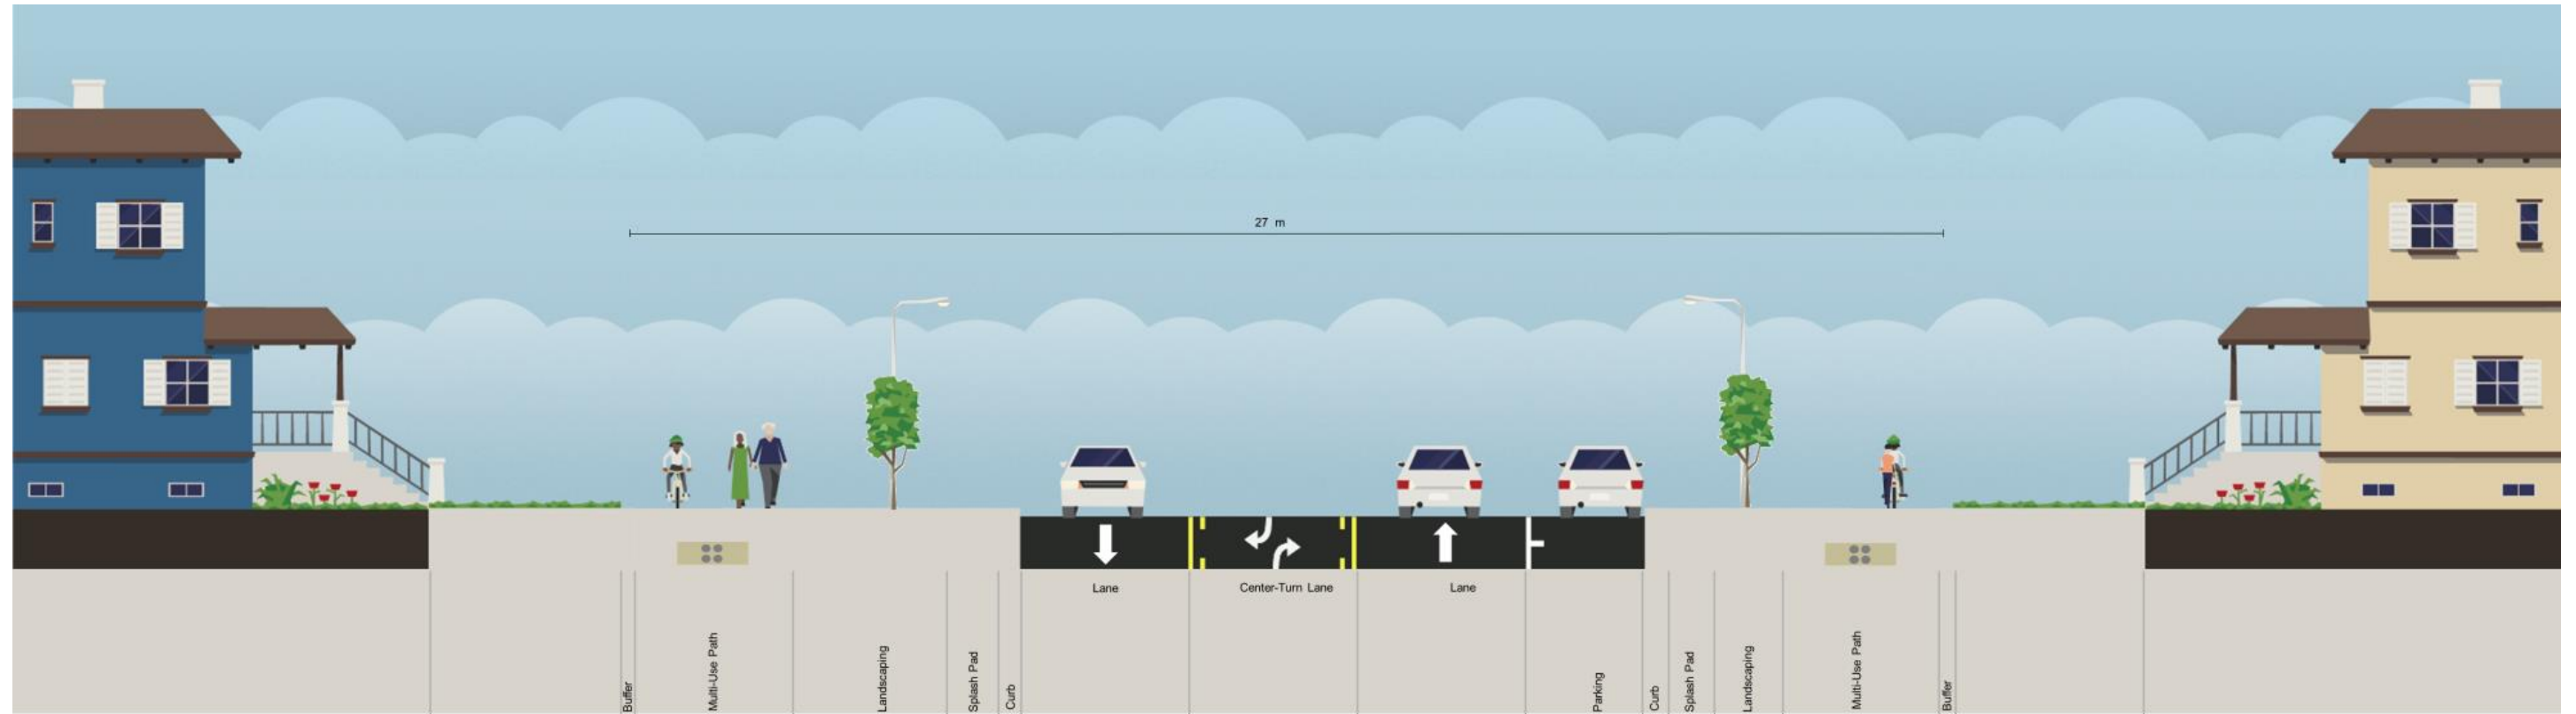 27 m
Lane
Center-Turn Lane
Lane
Buffer
Multi-Use Path
Landscaping
Splash Pad
Curb
Parking
Curb
Splash Pad
Landscaping
Multi-Use Path
Buffer